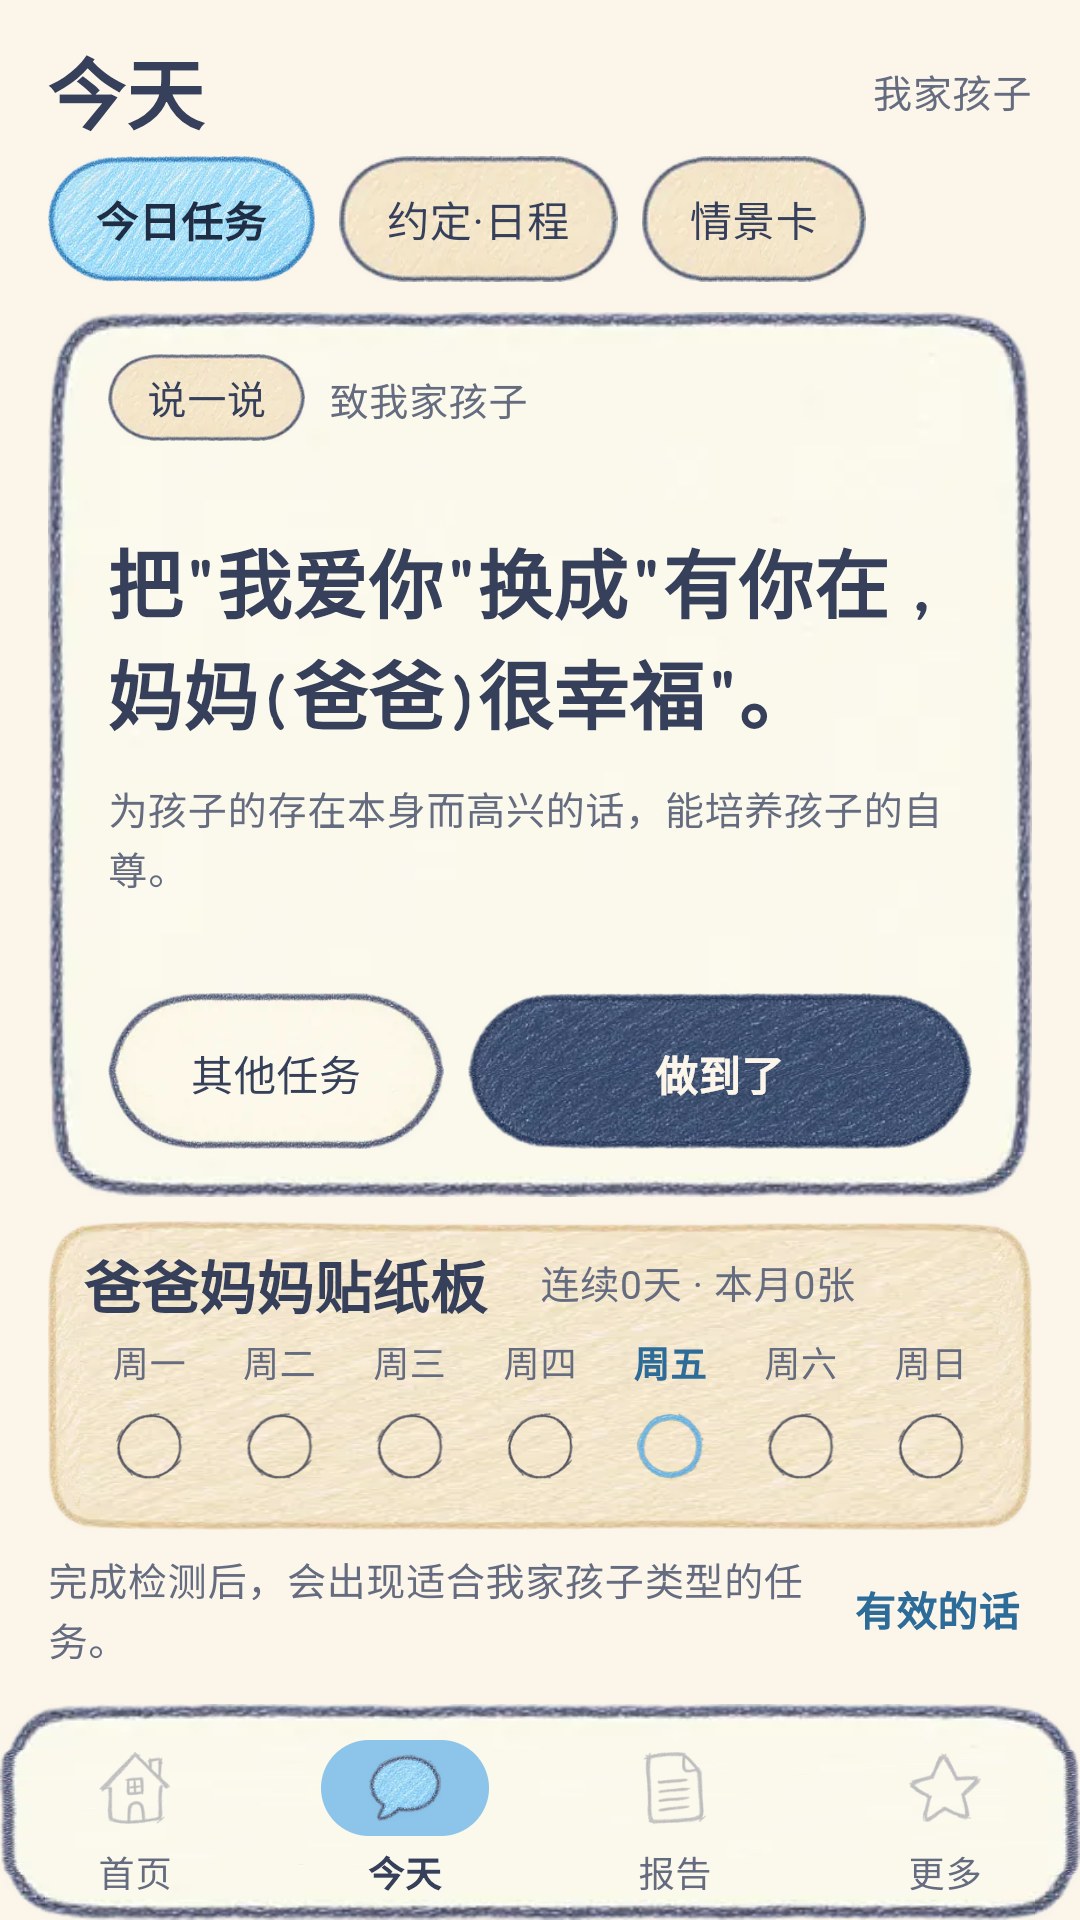 今天
我家孩子
今日任务
约定·日程
情景卡
说一说
致我家孩子
把"我爱你"换成"有你在，
妈妈(爸爸)很幸福"。
为孩子的存在本身而高兴的话，能培养孩子的自
尊。
其他任务
做到了
爸爸妈妈贴纸板
连续0天 · 本月0张
周一 周二 周三 周四 周五 周六 周日
完成检测后，会出现适合我家孩子类型的任
务。
有效的话
首页 今天 报告 更多